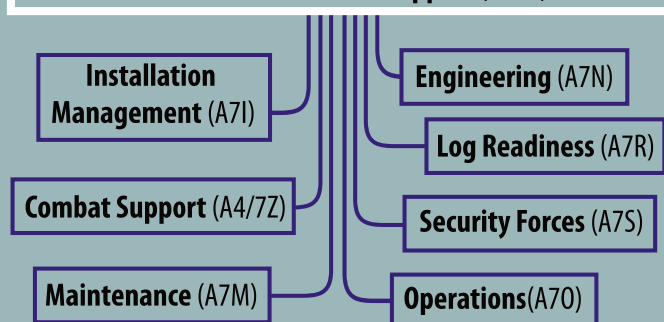 Installation
Management (A7I)
Engineering (A7N)
Log Readiness (A7R)
Combat Support (A4/7Z)
Security Forces (A7S)
Maintenance (A7M)
Operations(A7O)